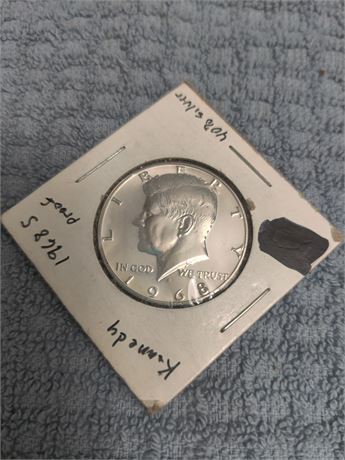 40% silver
1968 S
proof
LIBERTY
IN GOD WE TRUST
1968
Kennedy